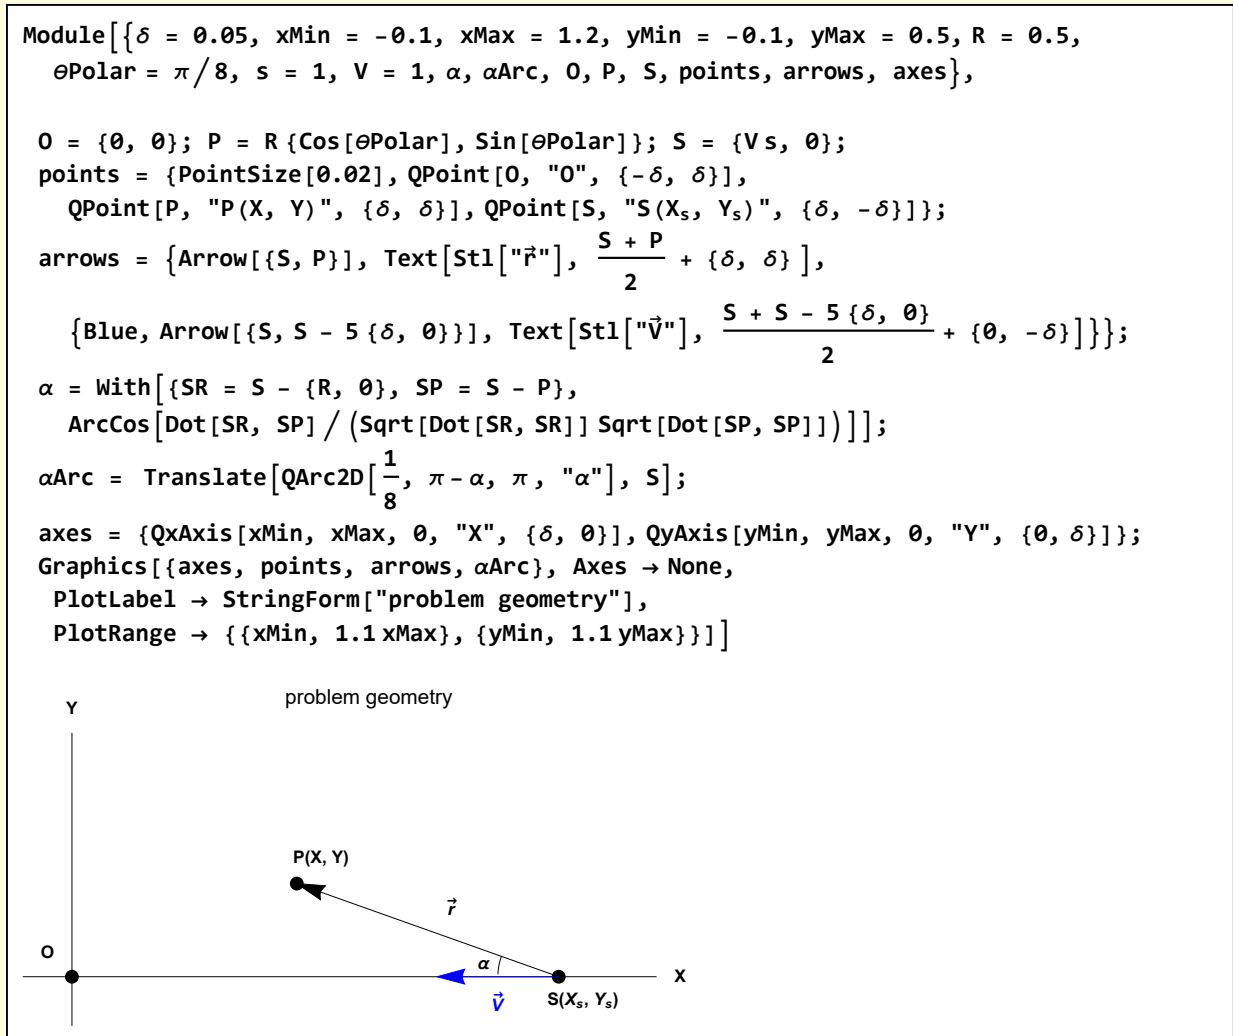 Module[{δ = 0.05, xMin = -0.1, xMax = 1.2, yMin = -0.1, yMax = 0.5, R = 0.5,
θPolar = π/8, s = 1, V = 1, α, αArc, O, P, S, points, arrows, axes},
O = {0, 0}; P = R {Cos[θPolar], Sin[θPolar]}; S = {V s, 0};
points = {PointSize[0.02], QPoint[O, "O", {-δ, δ}],
QPoint[P, "P(X, Y)", {δ, δ}], QPoint[S, "S(Xₛ, Yₛ)", {δ, -δ}]};
arrows = {Arrow[{S, P}], Text[Stl["r⃗"], (S + P)/2 + {δ, δ} ],
{Blue, Arrow[{S, S - 5 {δ, 0}}], Text[Stl["V⃗"], (S + S - 5 {δ, 0})/2 + {0, -δ}]}};
α = With[{SR = S - {R, 0}, SP = S - P},
ArcCos[Dot[SR, SP] / (Sqrt[Dot[SR, SR]] Sqrt[Dot[SP, SP]])]];
αArc = Translate[QArc2D[1/8, π - α, π , "α"], S];
axes = {QxAxis[xMin, xMax, 0, "X", {δ, 0}], QyAxis[yMin, yMax, 0, "Y", {0, δ}]};
Graphics[{axes, points, arrows, αArc}, Axes → None,
PlotLabel → StringForm["problem geometry"],
PlotRange → {{xMin, 1.1 xMax}, {yMin, 1.1 yMax}}]]
problem geometry
Y
P(X, Y)
r⃗
O
α
X
V⃗
S(Xₛ, Yₛ)